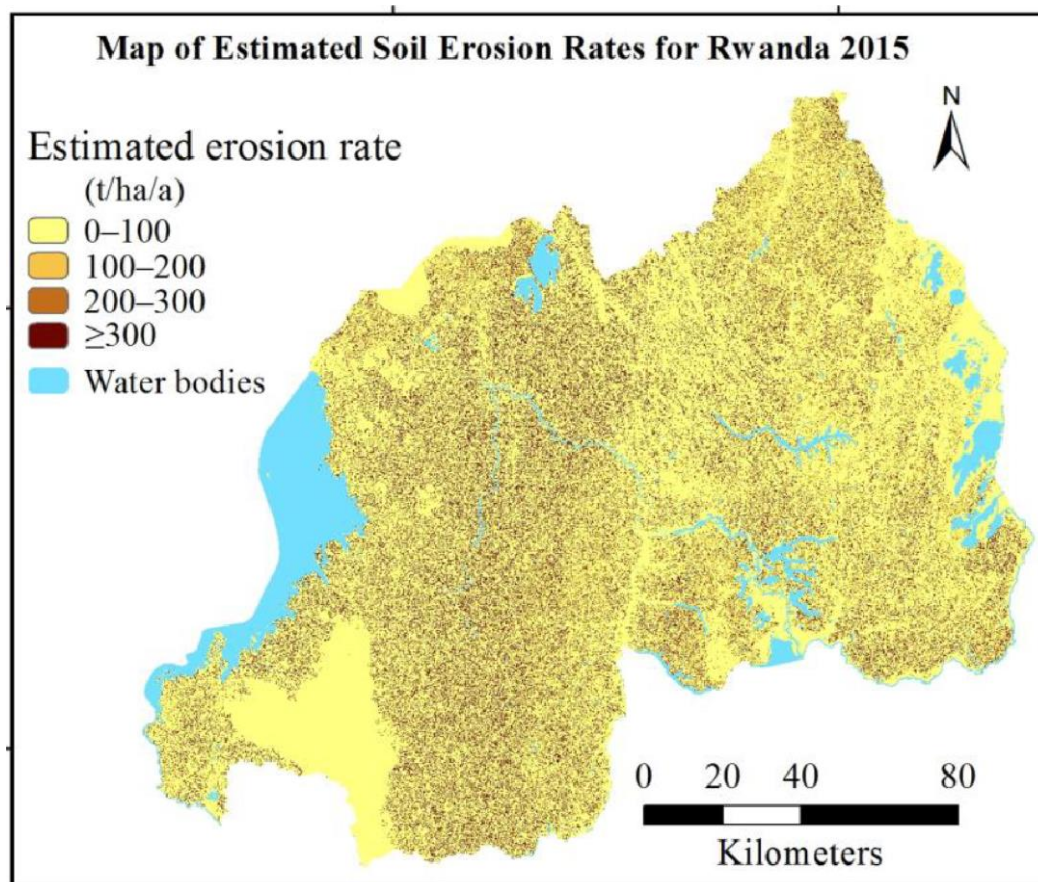 Map of Estimated Soil Erosion Rates for Rwanda 2015
N
Estimated erosion rate
(t/ha/a)
0–100
100–200
200–300
≥300
Water bodies
0 20 40 80
Kilometers